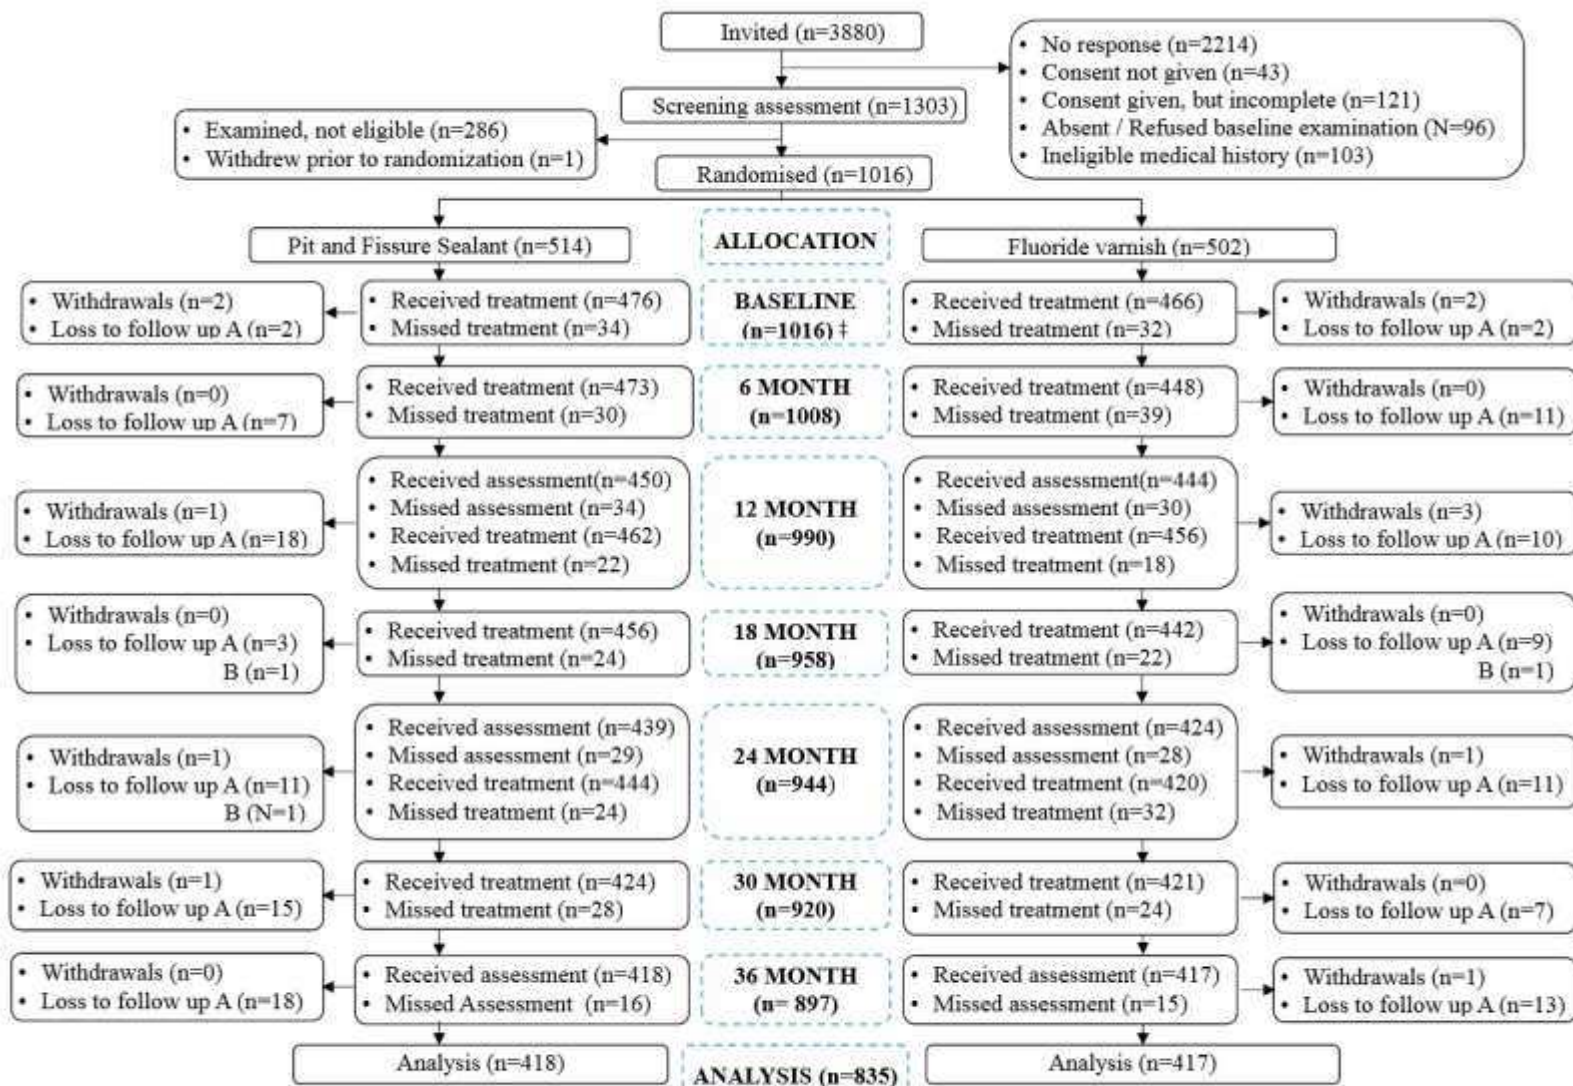 Invited (n=3880)
• No response (n=2214)
• Consent not given (n=43)
• Consent given, but incomplete (n=121)
• Absent / Refused baseline examination (N=96)
• Ineligible medical history (n=103)
Screening assessment (n=1303)
• Examined, not eligible (n=286)
• Withdrew prior to randomization (n=1)
Randomised (n=1016)
ALLOCATION
Pit and Fissure Sealant (n=514)
Fluoride varnish (n=502)
• Withdrawals (n=2)
• Loss to follow up A (n=2)
• Received treatment (n=476)
• Missed treatment (n=34)
BASELINE
(n=1016) ‡
• Received treatment (n=466)
• Missed treatment (n=32)
• Withdrawals (n=2)
• Loss to follow up A (n=2)
• Withdrawals (n=0)
• Loss to follow up A (n=7)
• Received treatment (n=473)
• Missed treatment (n=30)
6 MONTH
(n=1008)
• Received treatment (n=448)
• Missed treatment (n=39)
• Withdrawals (n=0)
• Loss to follow up A (n=11)
• Withdrawals (n=1)
• Loss to follow up A (n=18)
• Received assessment(n=450)
• Missed assessment (n=34)
• Received treatment (n=462)
• Missed treatment (n=22)
12 MONTH
(n=990)
• Received assessment(n=444)
• Missed assessment (n=30)
• Received treatment (n=456)
• Missed treatment (n=18)
• Withdrawals (n=3)
• Loss to follow up A (n=10)
• Withdrawals (n=0)
• Loss to follow up A (n=3)
B (n=1)
• Received treatment (n=456)
• Missed treatment (n=24)
18 MONTH
(n=958)
• Received treatment (n=442)
• Missed treatment (n=22)
• Withdrawals (n=0)
• Loss to follow up A (n=9)
B (n=1)
• Withdrawals (n=1)
• Loss to follow up A (n=11)
B (N=1)
• Received assessment (n=439)
• Missed assessment (n=29)
• Received treatment (n=444)
• Missed treatment (n=24)
24 MONTH
(n=944)
• Received assessment (n=424)
• Missed assessment (n=28)
• Received treatment (n=420)
• Missed treatment (n=32)
• Withdrawals (n=1)
• Loss to follow up A (n=11)
• Withdrawals (n=1)
• Loss to follow up A (n=15)
• Received treatment (n=424)
• Missed treatment (n=28)
30 MONTH
(n=920)
• Received treatment (n=421)
• Missed treatment (n=24)
• Withdrawals (n=0)
• Loss to follow up A (n=7)
• Withdrawals (n=0)
• Loss to follow up A (n=18)
• Received assessment (n=418)
• Missed Assessment (n=16)
36 MONTH
(n= 897)
• Received assessment (n=417)
• Missed assessment (n=15)
• Withdrawals (n=1)
• Loss to follow up A (n=13)
Analysis (n=418)
ANALYSIS (n=835)
Analysis (n=417)